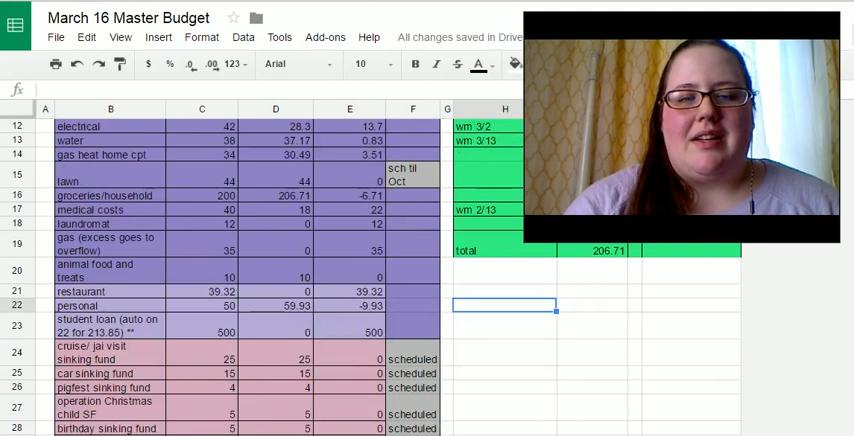 March 16 Master Budget
File Edit View Insert Format Data Tools Add-ons Help All changes saved in Drive
$ % .0 .00 123 Arial 10 B I S A
fx
A B C D E F G H
12 electrical 42 28.3 13.7 wm 3/2
13 water 38 37.17 0.83 wm 3/13
14 gas heat home cpt 34 30.49 3.51
sch til
15 lawn 44 44 0 Oct
16 groceries/household 200 206.71 -6.71
17 medical costs 40 18 22 wm 2/13
18 laundromat 12 0 12
gas (excess goes to
19 overflow) 35 0 35 total 206.71
animal food and
20 treats 10 10 0
21 restaurant 39.32 0 39.32
22 personal 50 59.93 -9.93
student loan (auto on
23 22 for 213.85) ** 500 0 500
cruise/ jai visit
24 sinking fund 25 25 0 scheduled
25 car sinking fund 15 15 0 scheduled
26 pigfest sinking fund 4 4 0 scheduled
operation Christmas
27 child SF 5 5 0 scheduled
28 birthday sinking fund 5 5 0 scheduled